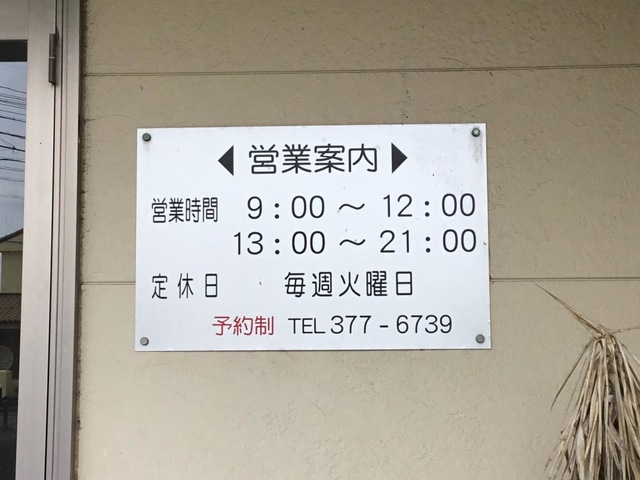 ◀ 営業案内 ▶
営業時間 9:00 〜 12:00
13:00 〜 21:00
定休日 毎週火曜日
予約制 TEL 377-6739